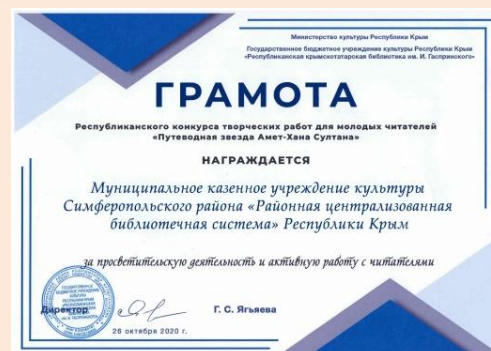 Министерство культуры Республики Крым
Государственное бюджетное учреждение культуры Республики Крым
«Республиканская крымскотатарская библиотека им. И. Гаспринского»
ГРАМОТА
Республиканского конкурса творческих работ для молодых читателей
«Путеводная звезда Амет-Хана Султана»
НАГРАЖДАЕТСЯ
Муниципальное казенное учреждение культуры
Симферопольского района «Районная централизованная
библиотечная система» Республики Крым
за просветительскую деятельность и активную работу с читателями
Директор
Г. С. Ягьяева
26 октября 2020 г.